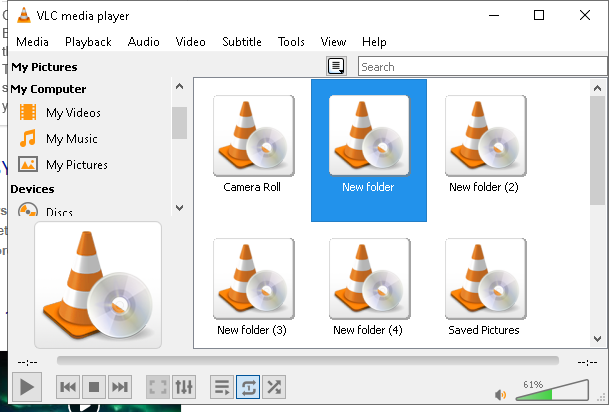 VLC media player
Media Playback Audio Video Subtitle Tools View Help
My Pictures
Search
My Computer
My Videos
My Music
My Pictures
Devices
Discs
Camera Roll
New folder
New folder (2)
New folder (3)
New folder (4)
Saved Pictures
--:--
--:--
61%